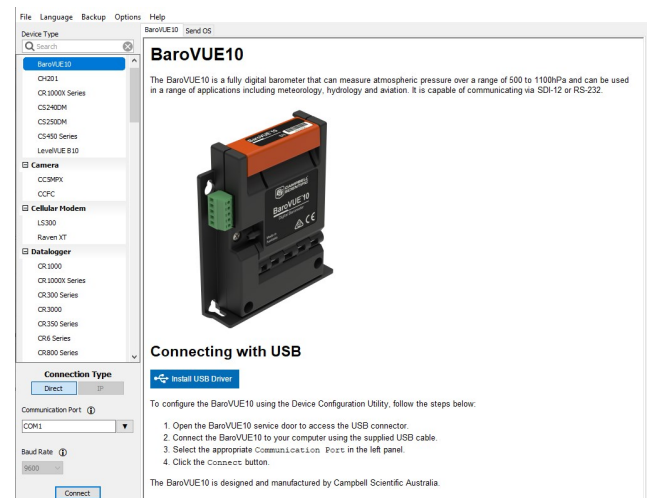 File Language Backup Options Help
Device Type
Search
BaroVUE10
CH201
CR1000X Series
CS240DM
CS250DM
CS450 Series
LevelVUE B10
Camera
CC5MPX
CCFC
Cellular Modem
LS300
Raven XT
Datalogger
CR1000
CR1000X Series
CR300 Series
CR3000
CR350 Series
CR6 Series
CR800 Series
Connection Type
Direct IP
Communication Port
COM1
Baud Rate
9600
Connect
BaroVUE10 Send OS
BaroVUE10
The BaroVUE10 is a fully digital barometer that can measure atmospheric pressure over a range of 500 to 1100hPa and can be used
in a range of applications including meteorology, hydrology and aviation. It is capable of communicating via SDI-12 or RS-232.
CAMPBELL
SCIENTIFIC
BaroVUE 10
Digital Barometer
CE
Connecting with USB
Install USB Driver
To configure the BaroVUE10 using the Device Configuration Utility, follow the steps below:
1. Open the BaroVUE10 service door to access the USB connector.
2. Connect the BaroVUE10 to your computer using the supplied USB cable.
3. Select the appropriate Communication Port in the left panel.
4. Click the Connect button.
The BaroVUE10 is designed and manufactured by Campbell Scientific Australia.